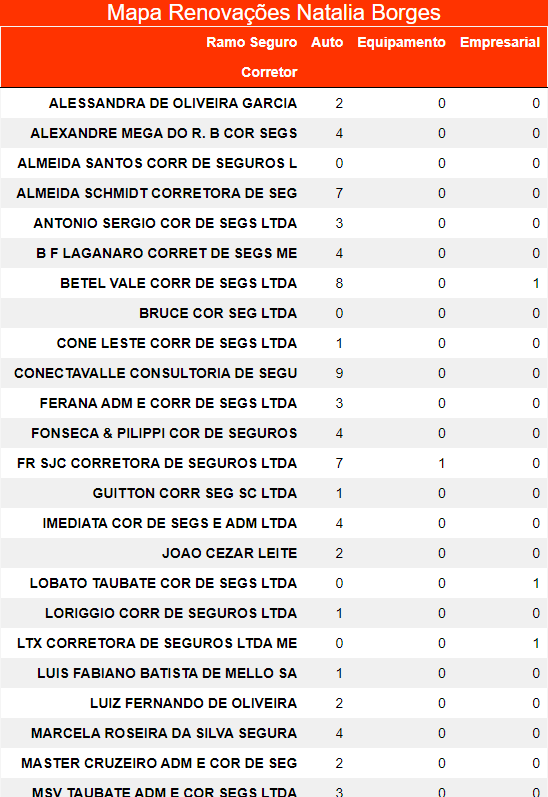 Mapa Renovações Natalia Borges
Ramo Seguro Auto Equipamento Empresarial
Corretor
ALESSANDRA DE OLIVEIRA GARCIA 2 0 0
ALEXANDRE MEGA DO R. B COR SEGS 4 0 0
ALMEIDA SANTOS CORR DE SEGUROS L 0 0 0
ALMEIDA SCHMIDT CORRETORA DE SEG 7 0 0
ANTONIO SERGIO COR DE SEGS LTDA 3 0 0
B F LAGANARO CORRET DE SEGS ME 4 0 0
BETEL VALE CORR DE SEGS LTDA 8 0 1
BRUCE COR SEG LTDA 0 0 0
CONE LESTE CORR DE SEGS LTDA 1 0 0
CONECTAVALLE CONSULTORIA DE SEGU 9 0 0
FERANA ADM E CORR DE SEGS LTDA 3 0 0
FONSECA & PILIPPI COR DE SEGUROS 4 0 0
FR SJC CORRETORA DE SEGUROS LTDA 7 1 0
GUITTON CORR SEG SC LTDA 1 0 0
IMEDIATA COR DE SEGS E ADM LTDA 4 0 0
JOAO CEZAR LEITE 2 0 0
LOBATO TAUBATE COR DE SEGS LTDA 0 0 1
LORIGGIO CORR DE SEGUROS LTDA 1 0 0
LTX CORRETORA DE SEGUROS LTDA ME 0 0 1
LUIS FABIANO BATISTA DE MELLO SA 1 0 0
LUIZ FERNANDO DE OLIVEIRA 2 0 0
MARCELA ROSEIRA DA SILVA SEGURA 4 0 0
MASTER CRUZEIRO ADM E COR DE SEG 2 0 0
MSV TAUBATE ADM E COR SEGS LTDA 3 0 0